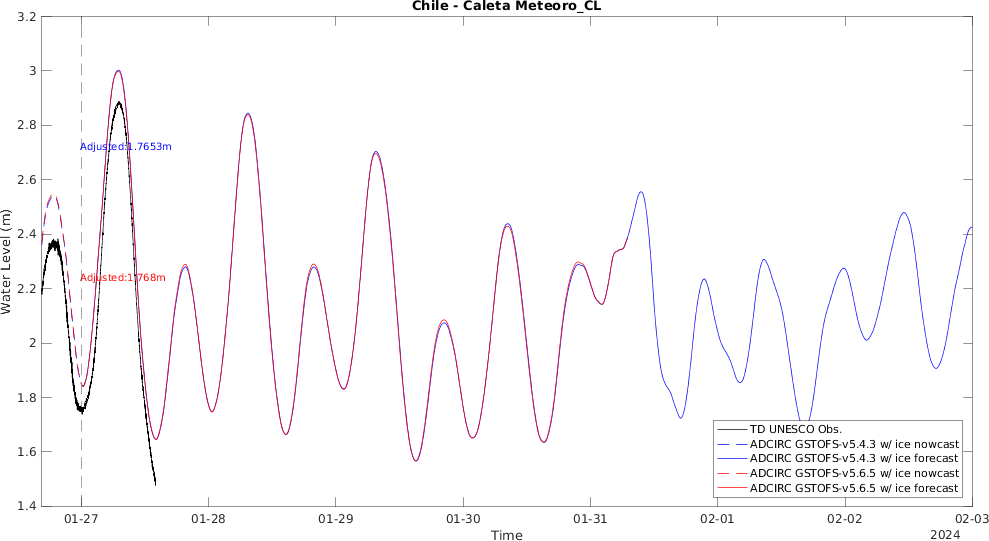 Chile - Caleta Meteoro_CL
Water Level (m)
3.2
3
2.8
2.6
2.4
2.2
2
1.8
1.6
1.4
Adjusted:1.7653m
Adjusted:1.768m
TD UNESCO Obs.
ADCIRC GSTOFS-v5.4.3 w/ ice nowcast
ADCIRC GSTOFS-v5.4.3 w/ ice forecast
ADCIRC GSTOFS-v5.6.5 w/ ice nowcast
ADCIRC GSTOFS-v5.6.5 w/ ice forecast
01-27 01-28 01-29 01-30 01-31 02-01 02-02 02-03
Time
2024